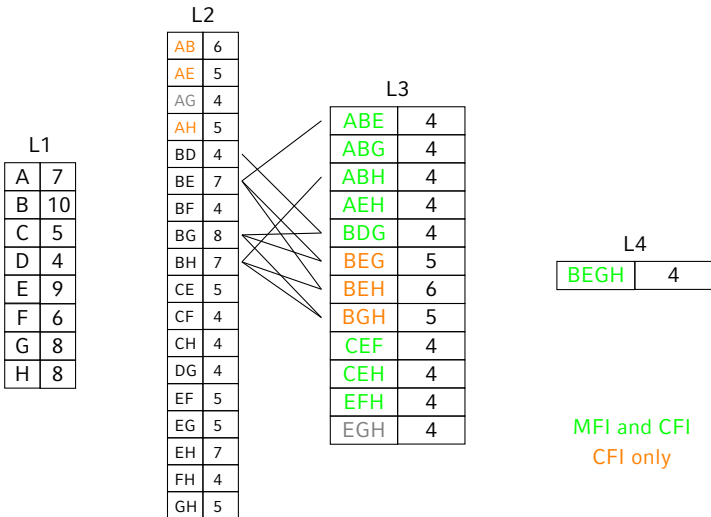 L1
A 7
B 10
C 5
D 4
E 9
F 6
G 8
H 8
L2
AB 6
AE 5
AG 4
AH 5
BD 4
BE 7
BF 4
BG 8
BH 7
CE 5
CF 4
CH 4
DG 4
EF 5
EG 5
EH 7
FH 4
GH 5
L3
ABE 4
ABG 4
ABH 4
AEH 4
BDG 4
BEG 5
BEH 6
BGH 5
CEF 4
CEH 4
EFH 4
EGH 4
L4
BEGH 4
MFI and CFI
CFI only